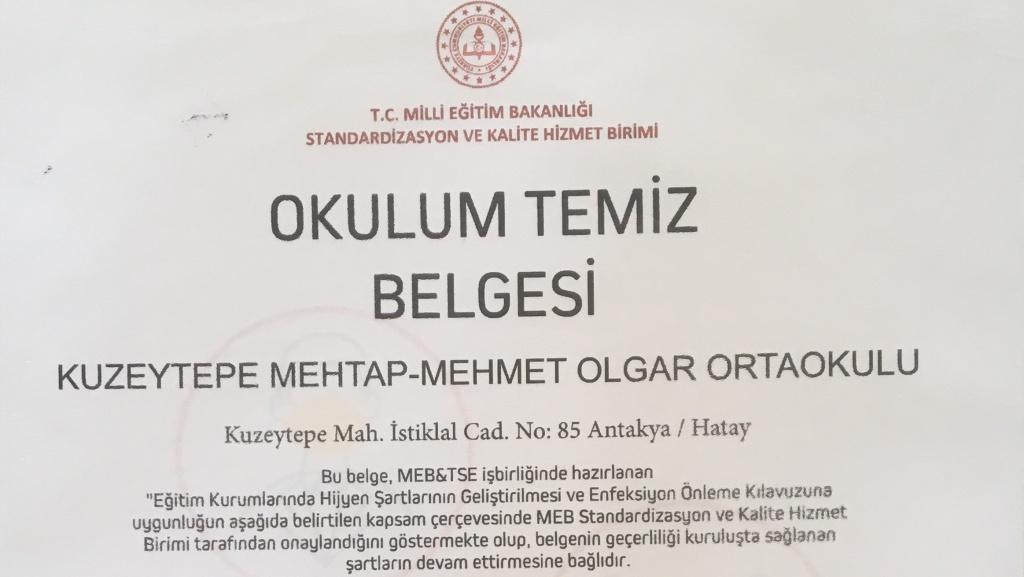 T.C. MİLLİ EĞİTİM BAKANLIĞI
STANDARDİZASYON VE KALİTE HİZMET BİRİMİ
OKULUM TEMİZ
BELGESİ
KUZEYTEPE MEHTAP-MEHMET OLGAR ORTAOKULU
Kuzeytepe Mah. İstiklal Cad. No: 85 Antakya / Hatay
Bu belge, MEB&TSE işbirliğinde hazırlanan
"Eğitim Kurumlarında Hijyen Şartlarının Geliştirilmesi ve Enfeksiyon Önleme Kılavuzuna
uygunluğun aşağıda belirtilen kapsam çerçevesinde MEB Standardizasyon ve Kalite Hizmet
Birimi tarafından onaylandığını göstermekte olup, belgenin geçerliliği kuruluşta sağlanan
şartların devam ettirmesine bağlıdır.